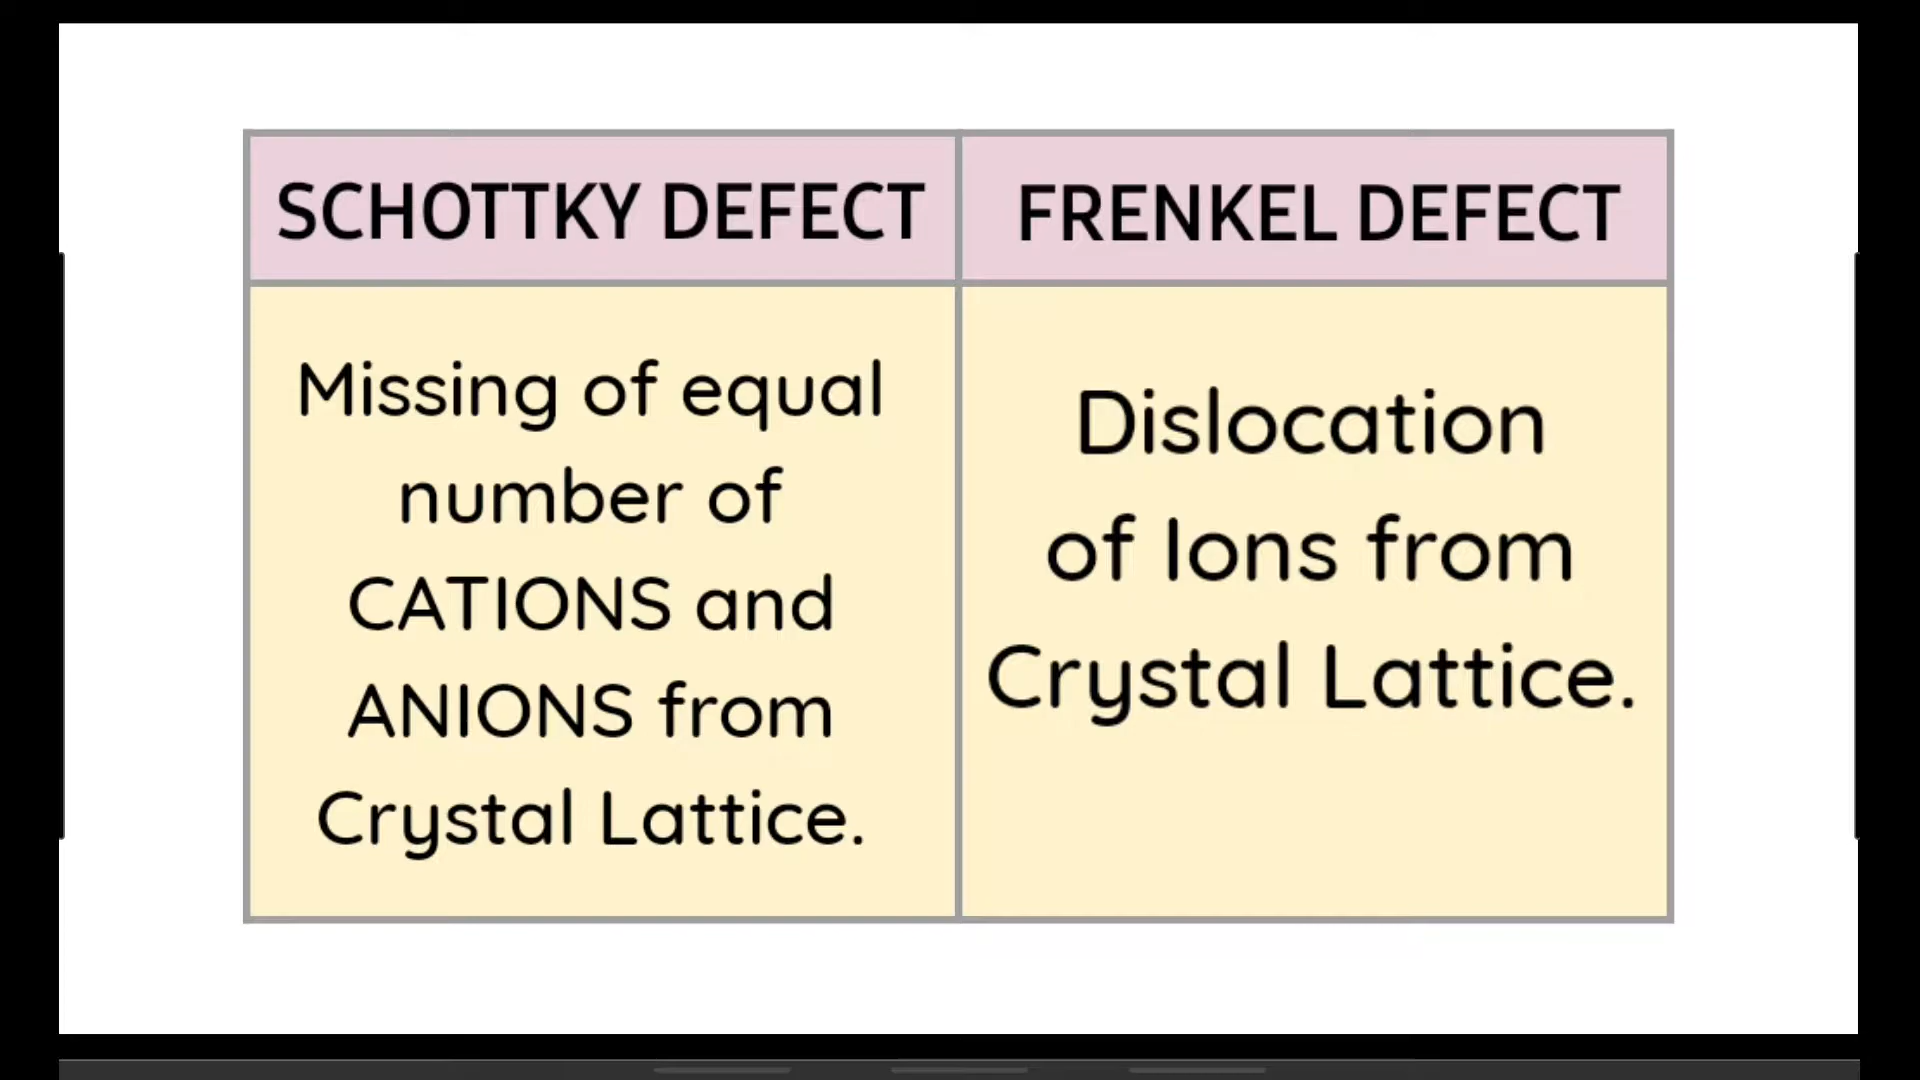 SCHOTTKY DEFECT
FRENKEL DEFECT
Missing of equal
number of
CATIONS and
ANIONS from
Crystal Lattice.
Dislocation
of Ions from
Crystal Lattice.